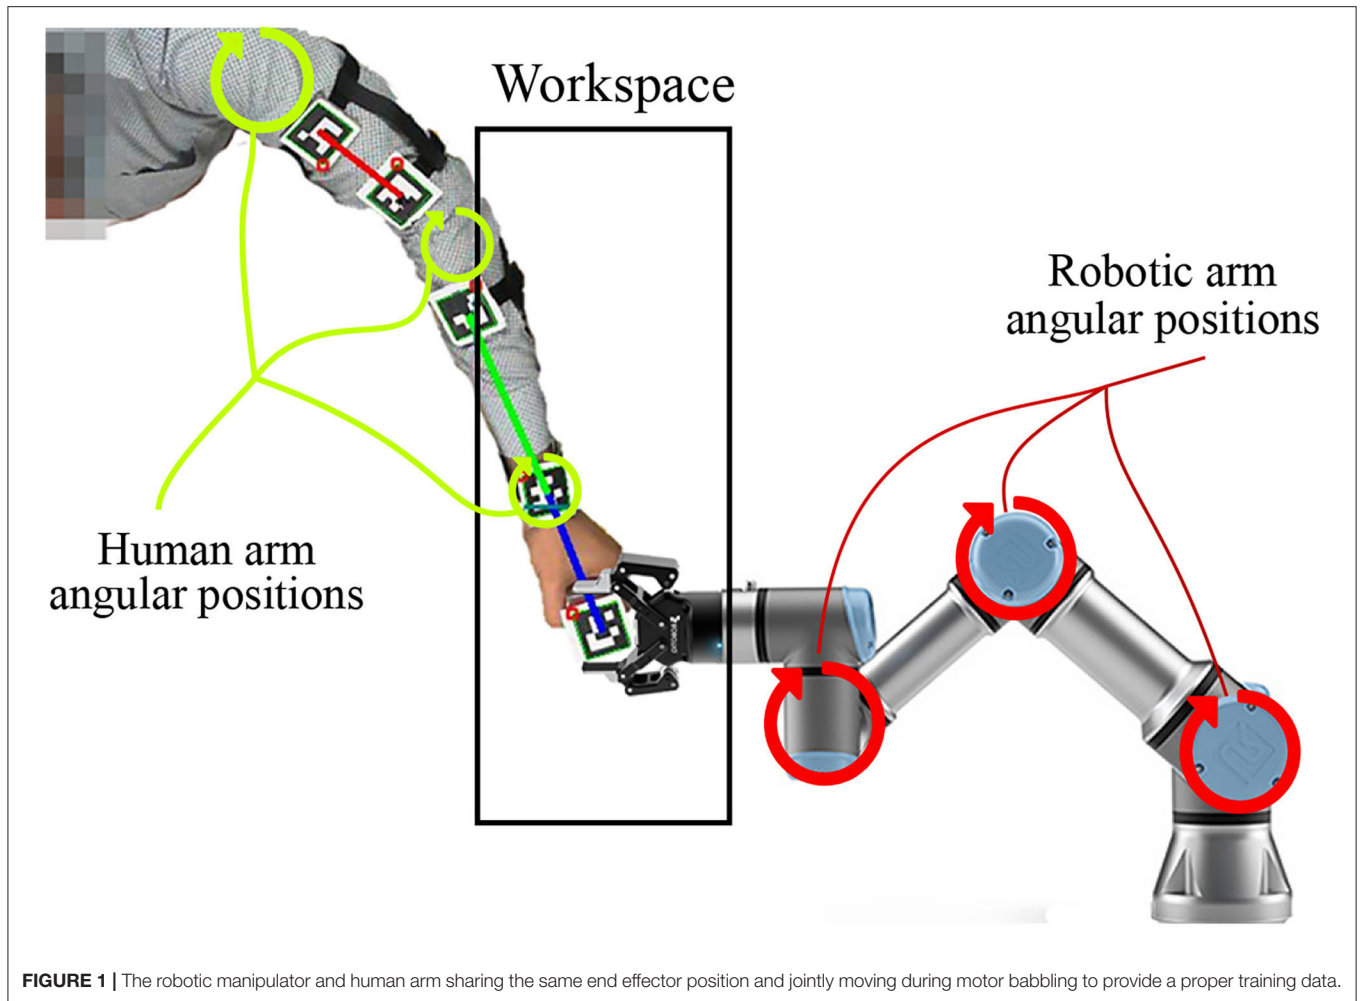 Workspace
Robotic arm
angular positions
Human arm
angular positions
FIGURE 1 | The robotic manipulator and human arm sharing the same end effector position and jointly moving during motor babbling to provide a proper training data.